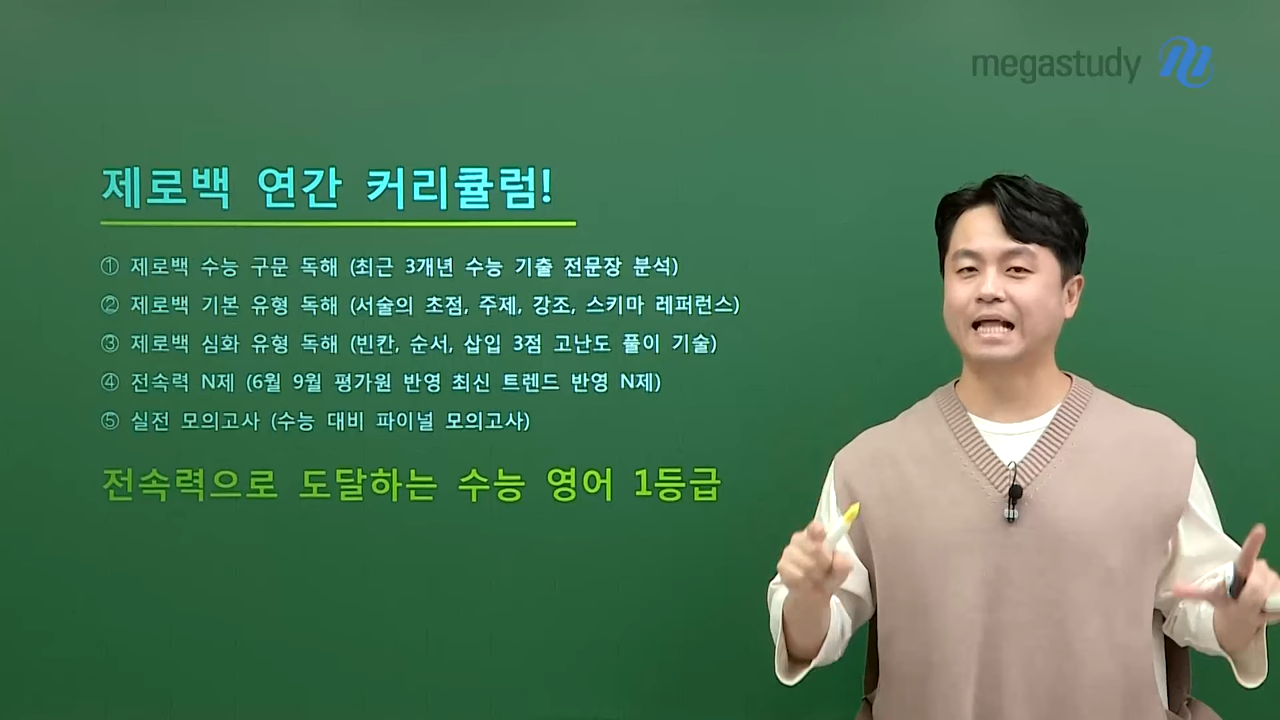 megastudy
제로백 연간 커리큘럼!
① 제로백 수능 구문 독해 (최근 3개년 수능 기출 전문장 분석)
② 제로백 기본 유형 독해 (서술의 초점, 주제, 강조, 스키마 레퍼런스)
③ 제로백 심화 유형 독해 (빈칸, 순서, 삽입 3점 고난도 풀이 기술)
④ 전속력 N제 (6월 9월 평가원 반영 최신 트렌드 반영 N제)
⑤ 실전 모의고사 (수능 대비 파이널 모의고사)
전속력으로 도달하는 수능 영어 1등급